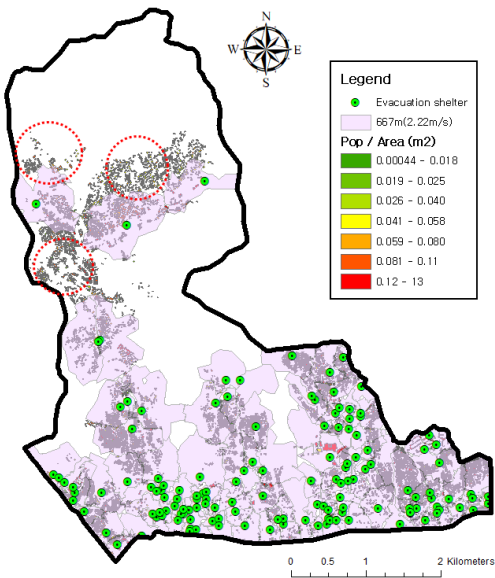 N
W E
S
Legend
Evacuation shelter
667m(2.22m/s)
Pop / Area (m2)
0.00044 - 0.018
0.019 - 0.025
0.026 - 0.040
0.041 - 0.058
0.059 - 0.080
0.081 - 0.11
0.12 - 13
0 0.5 1 2 Kilometers